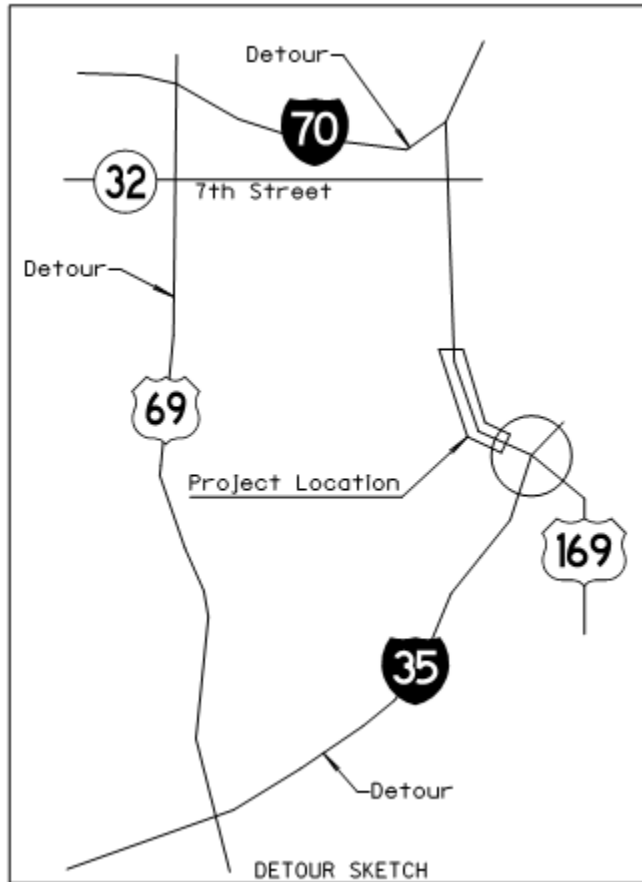 Detour
70
32
7th Street
Detour
69
Project Location
169
35
Detour
DETOUR SKETCH